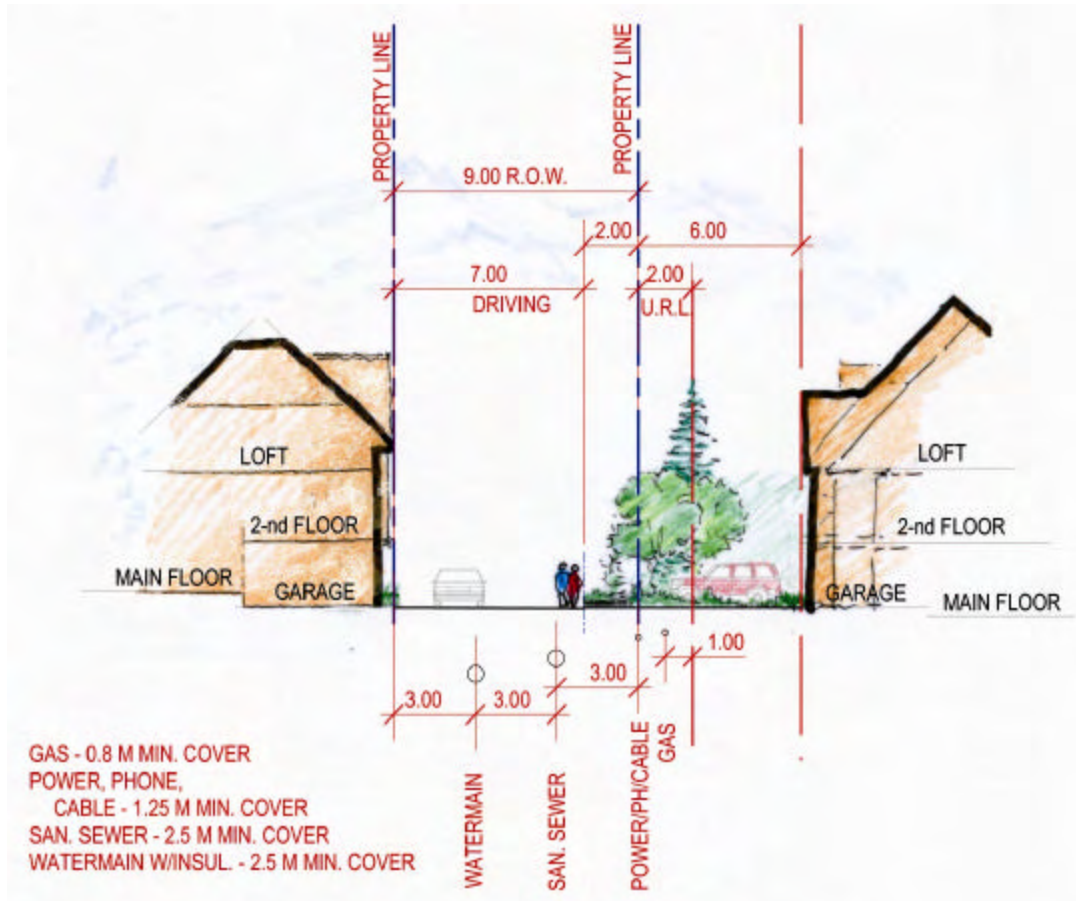 PROPERTY LINE
PROPERTY LINE
9.00 R.O.W.
2.00
6.00
7.00
2.00
DRIVING
U.R.L.
LOFT
LOFT
2-nd FLOOR
2-nd FLOOR
MAIN FLOOR
GARAGE
GARAGE
MAIN FLOOR
1.00
3.00
3.00
3.00
GAS - 0.8 M MIN. COVER
POWER, PHONE,
CABLE - 1.25 M MIN. COVER
SAN. SEWER - 2.5 M MIN. COVER
WATERMAIN W/INSUL. - 2.5 M MIN. COVER
WATERMAIN
SAN. SEWER
POWER/PH/CABLE
GAS